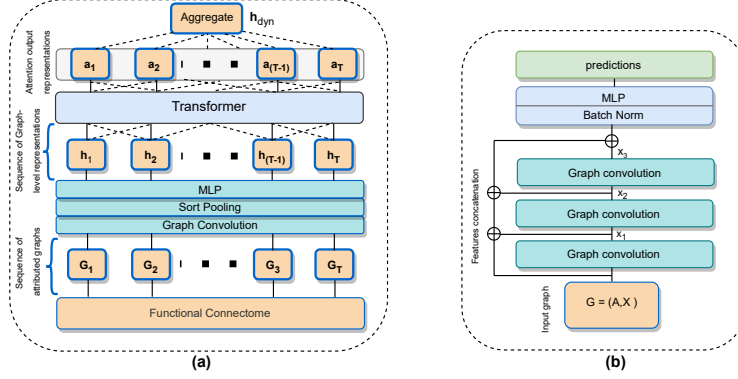 Aggregate h_dyn
Attention output
representations
a_1 a_2 a_(T-1) a_T
Transformer
Sequence of Graph-
level representations
h_1 h_2 h_(T-1) h_T
MLP
Sort Pooling
Graph Convolution
Sequence of
attributed graphs
G_1 G_2 G_3 G_T
Functional Connectome
(a)
predictions
MLP
Batch Norm
Features concatenation
x_3
Graph convolution
x_2
Graph convolution
x_1
Graph convolution
Input graph
G = (A,X )
(b)